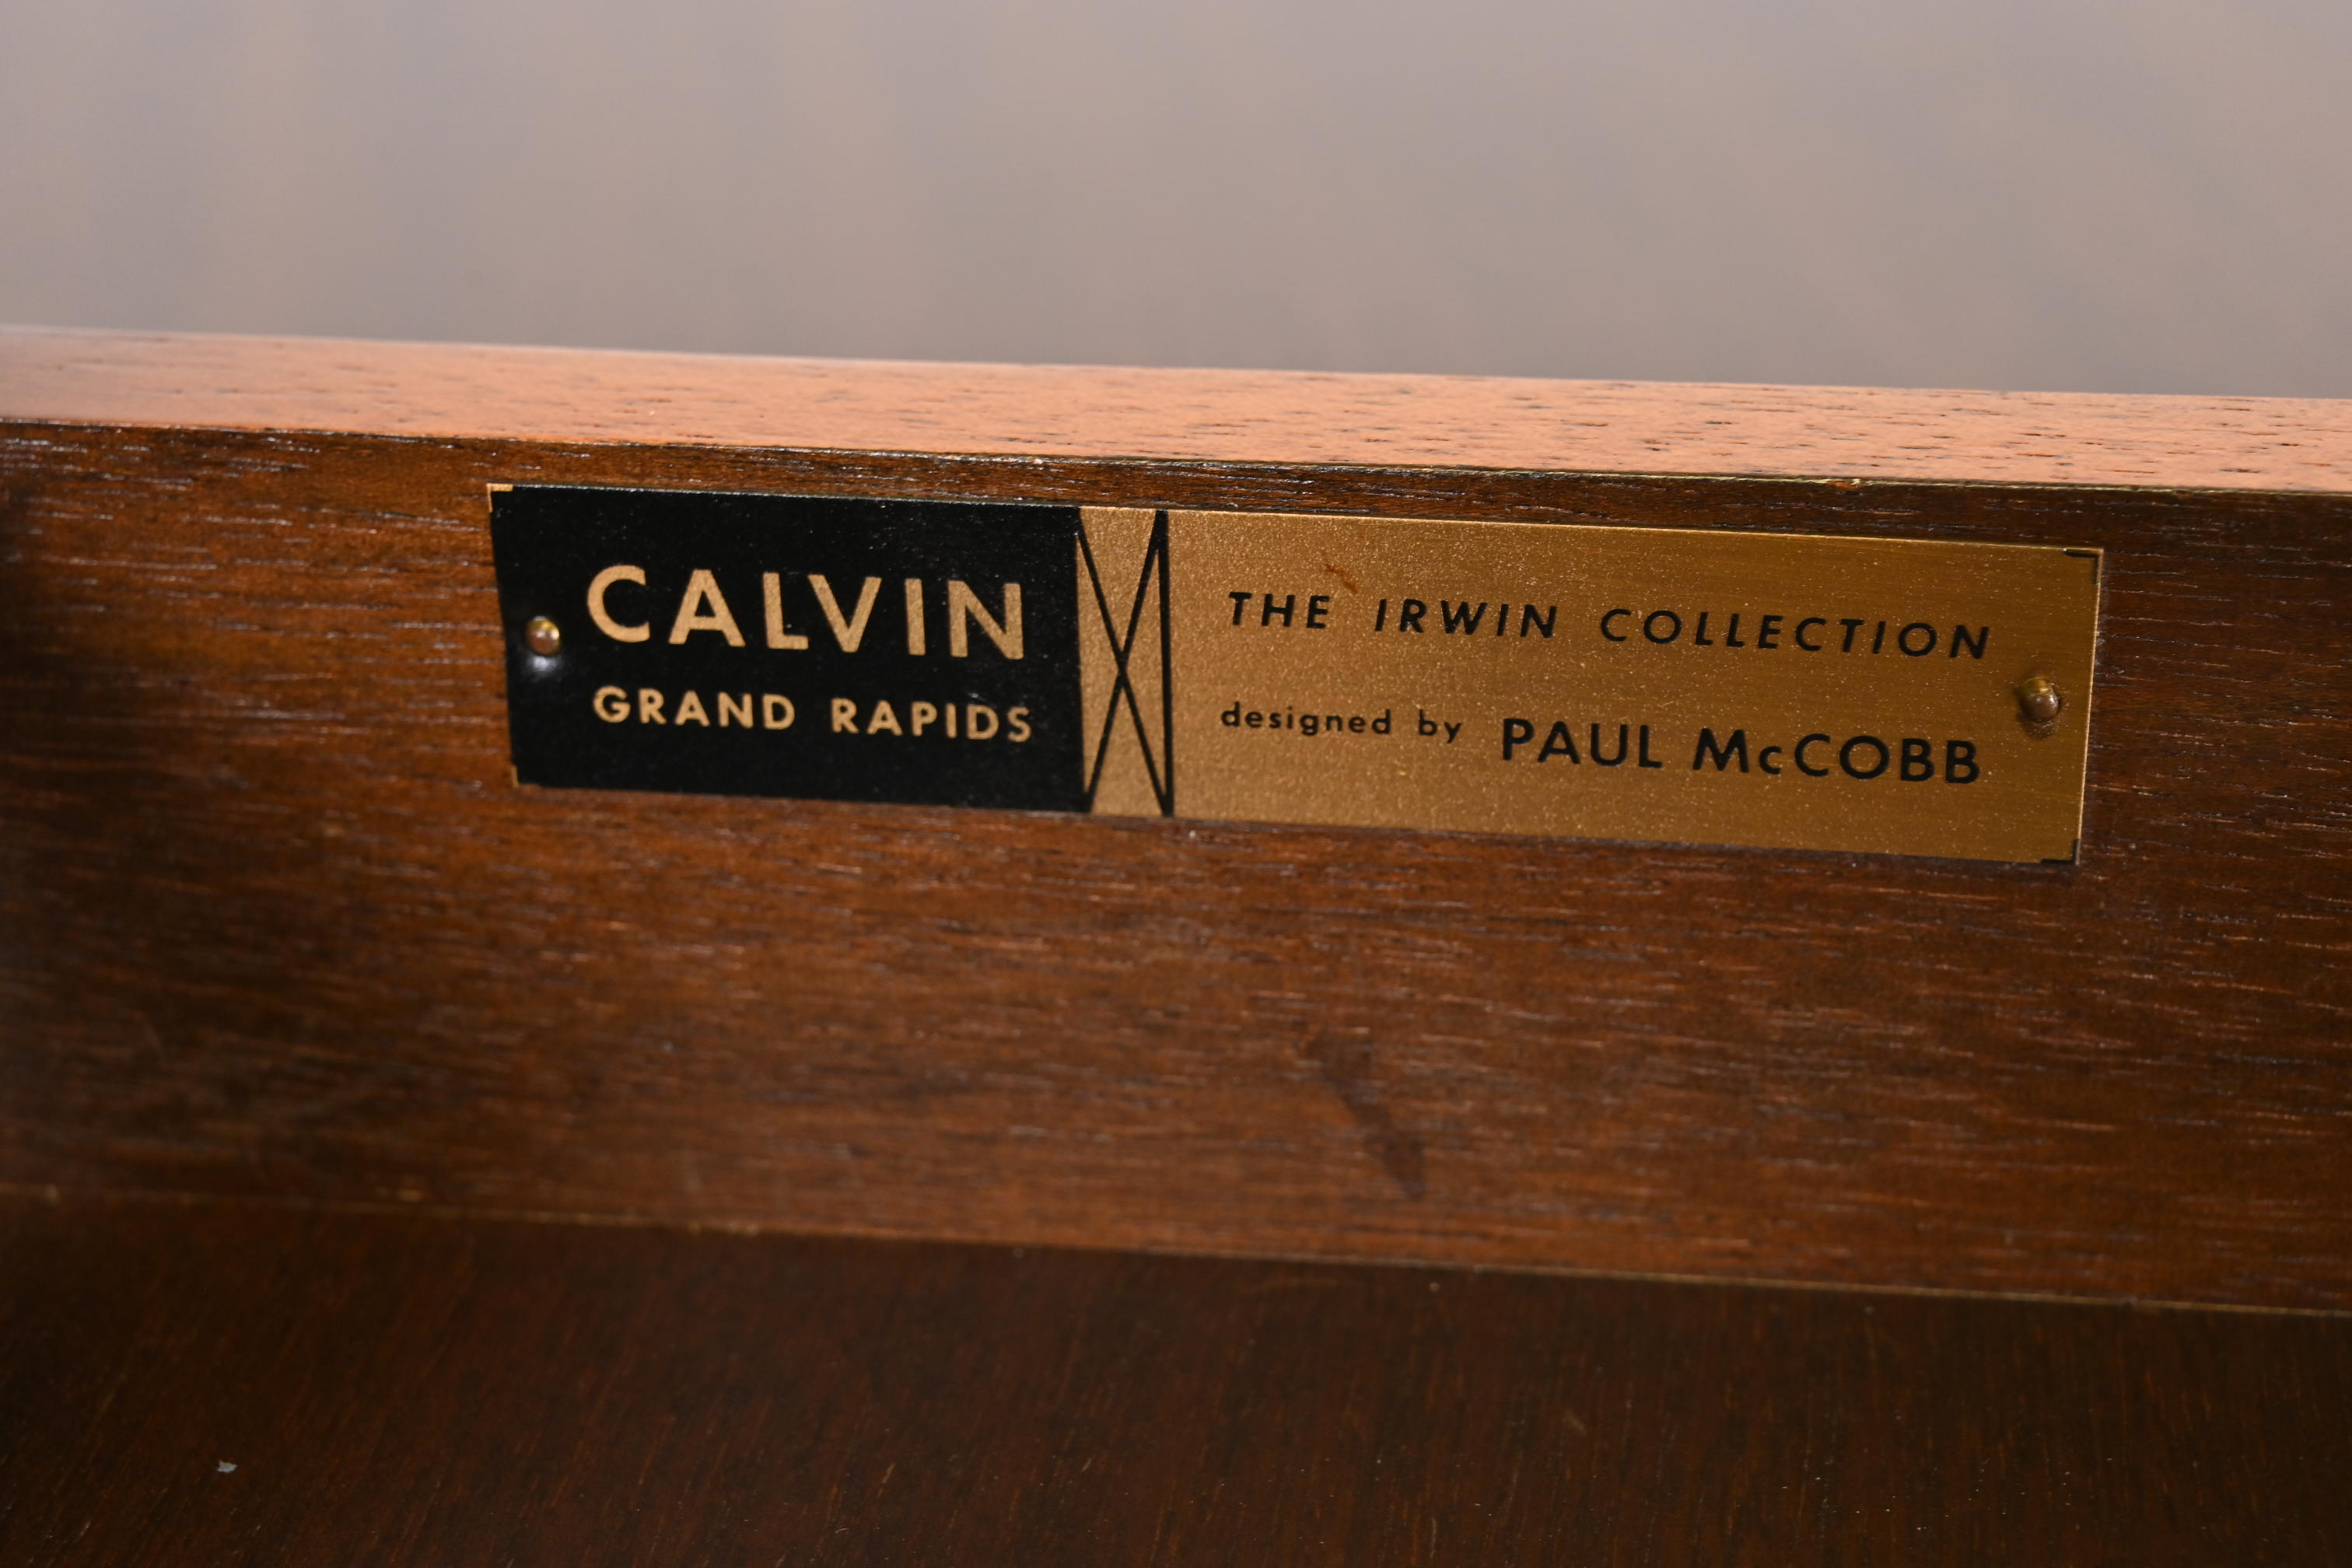 CALVIN
GRAND RAPIDS
THE IRWIN COLLECTION
designed by PAUL McCOBB